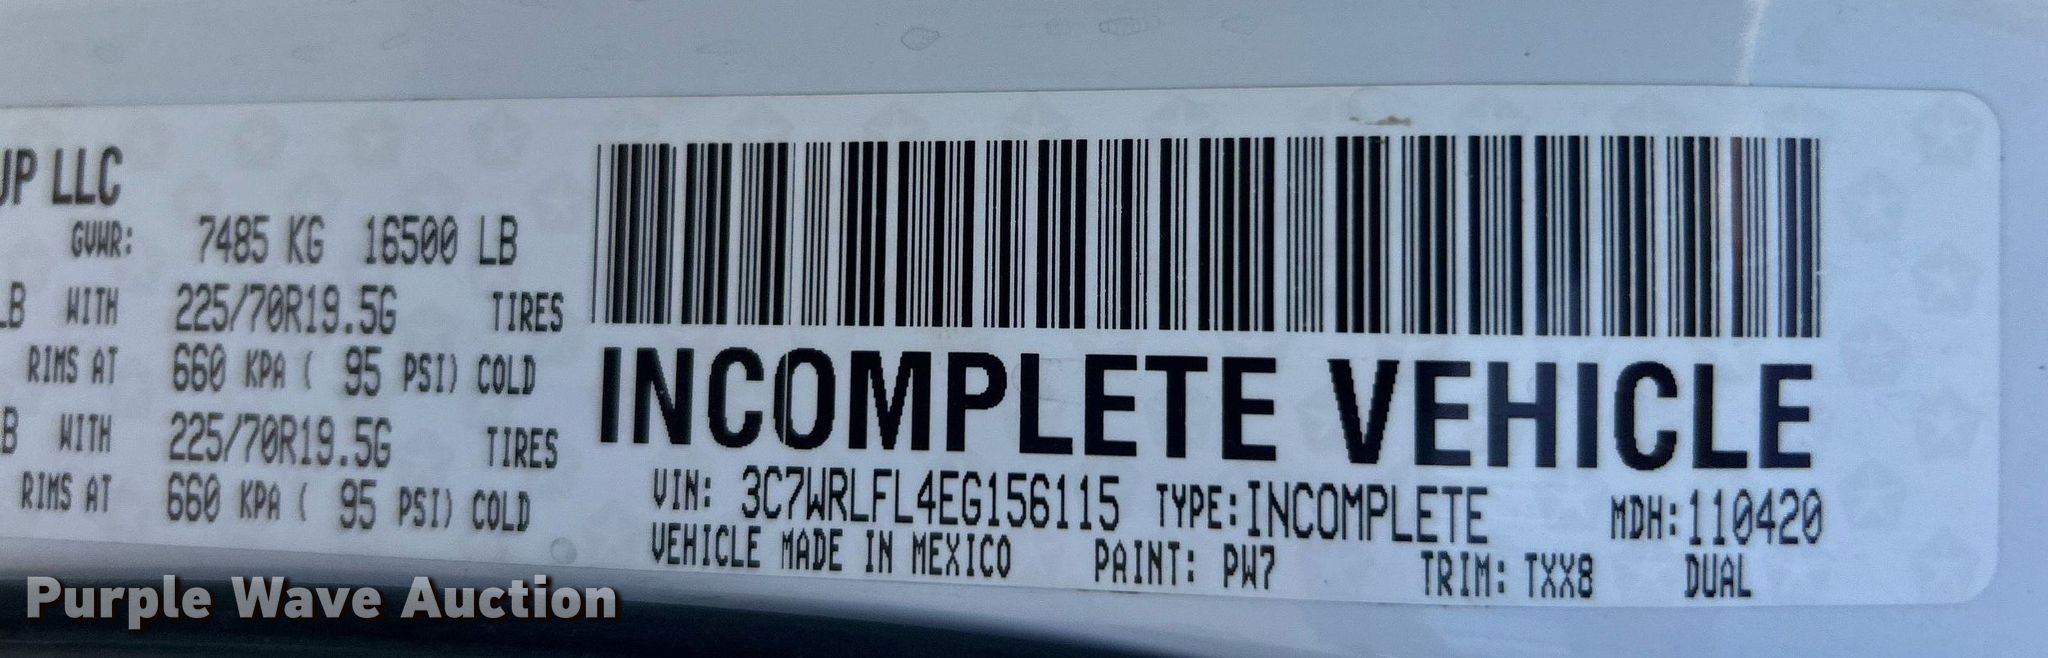 UP LLC
GVWR: 7485 KG 16500 LB
LB WITH 225/70R19.5G TIRES
RIMS AT 660 KPA ( 95 PSI) COLD
LB WITH 225/70R19.5G TIRES
RIMS AT 660 KPA ( 95 PSI) COLD
INCOMPLETE VEHICLE
VIN: 3C7WRLFL4EG156115 TYPE: INCOMPLETE MDH: 110420
VEHICLE MADE IN MEXICO PAINT: PW7 TRIM: TXX8 DUAL
Purple Wave Auction